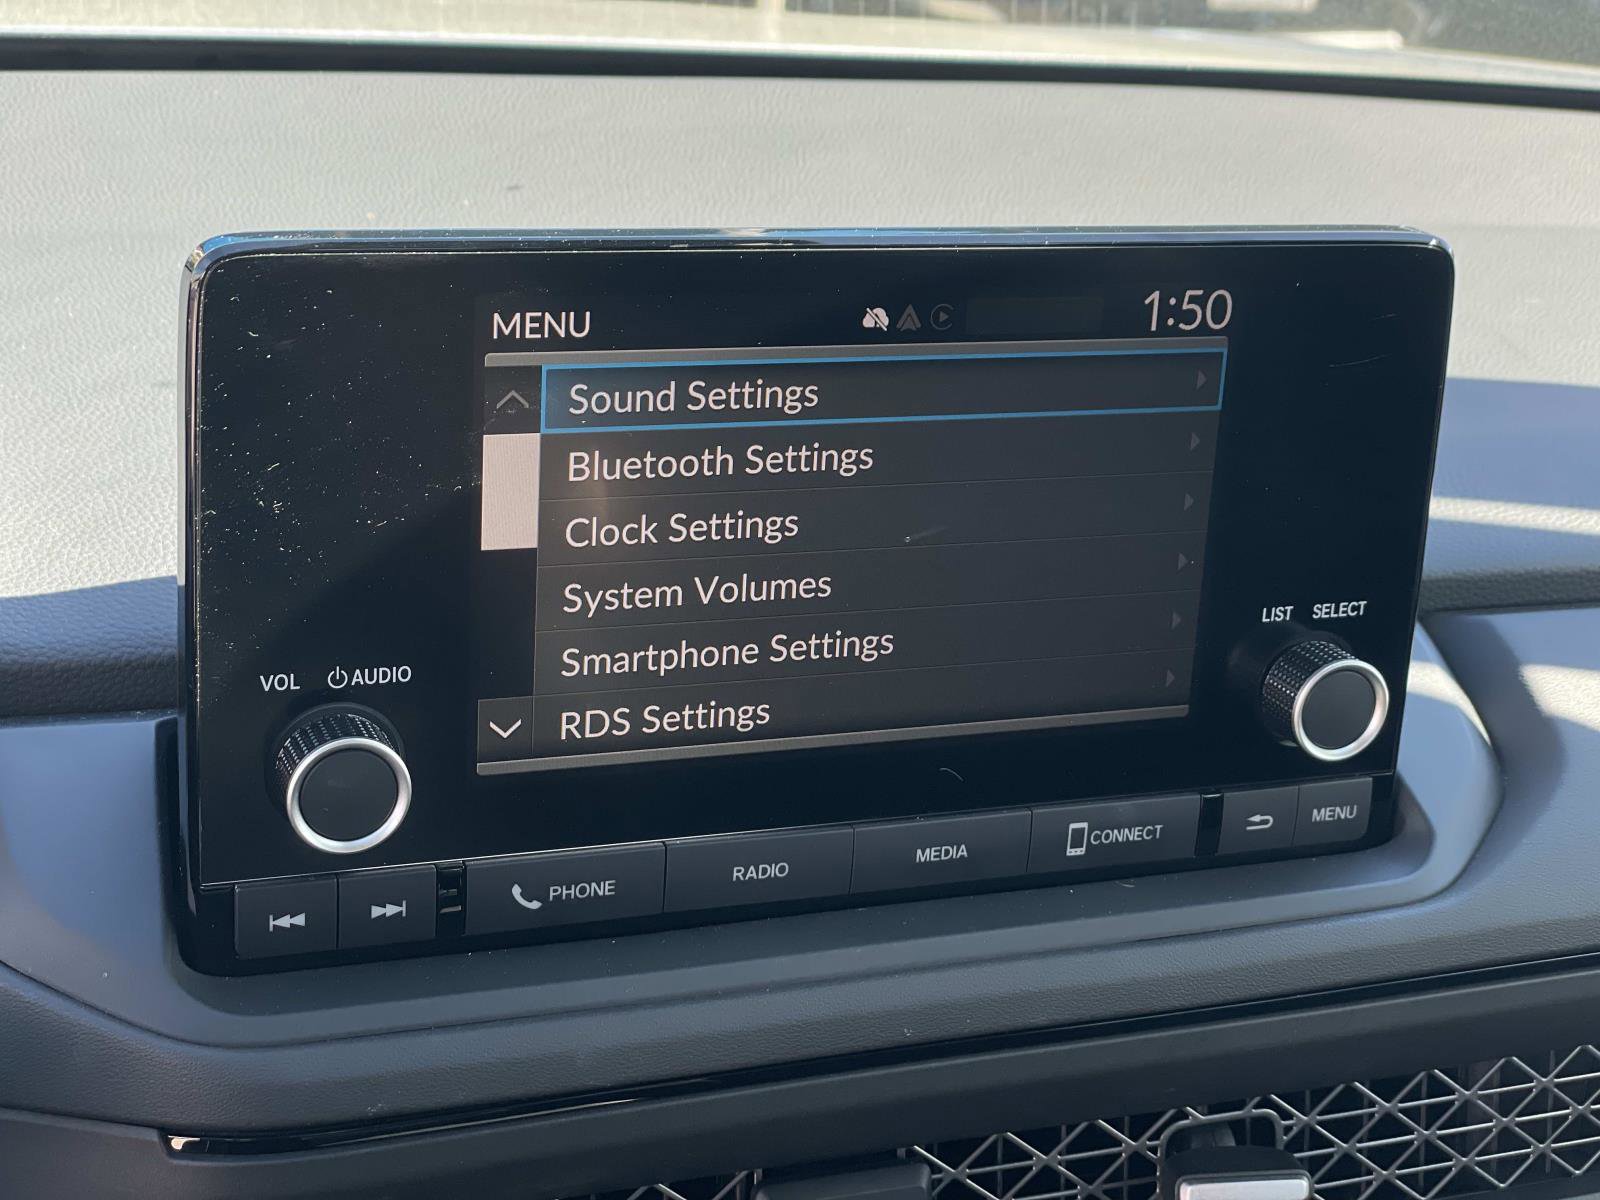 MENU 1:50
Sound Settings
Bluetooth Settings
Clock Settings
System Volumes
Smartphone Settings
RDS Settings
VOL AUDIO
LIST SELECT
PHONE RADIO MEDIA CONNECT MENU